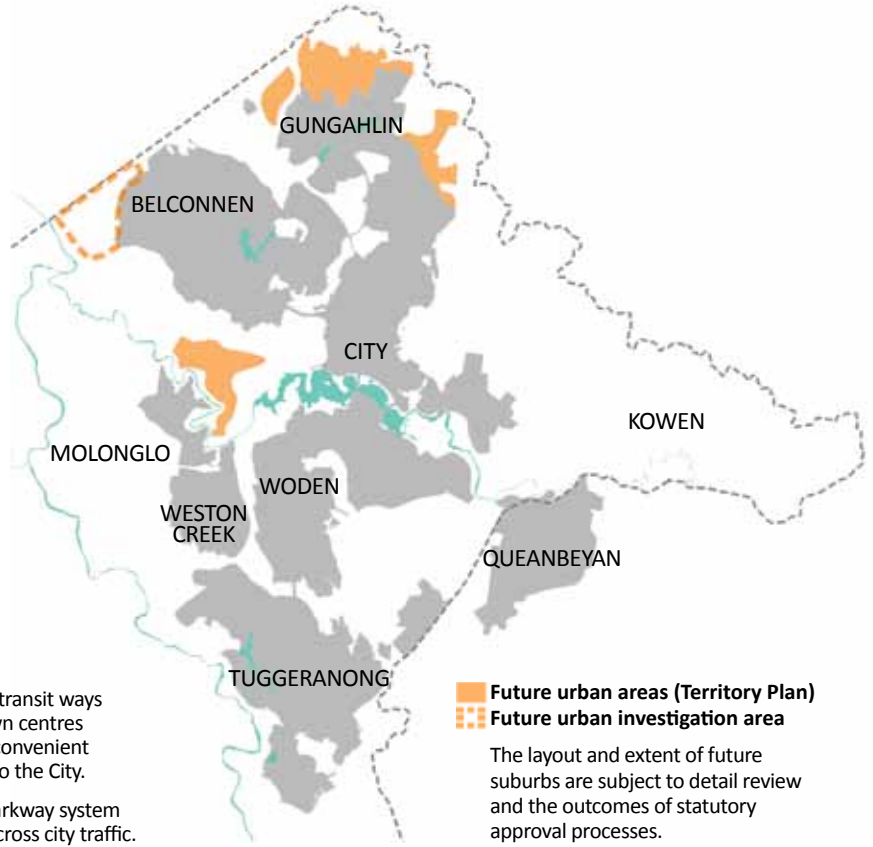 GUNGAHLIN
BELCONNEN
CITY
KOWEN
MOLONGLO
WODEN
WESTON
CREEK
QUEANBEYAN
TUGGERANONG
transit ways
wn centres
convenient
o the City.
arkway system
cross city traffic.
Future urban areas (Territory Plan)
Future urban investigation area
The layout and extent of future
suburbs are subject to detail review
and the outcomes of statutory
approval processes.